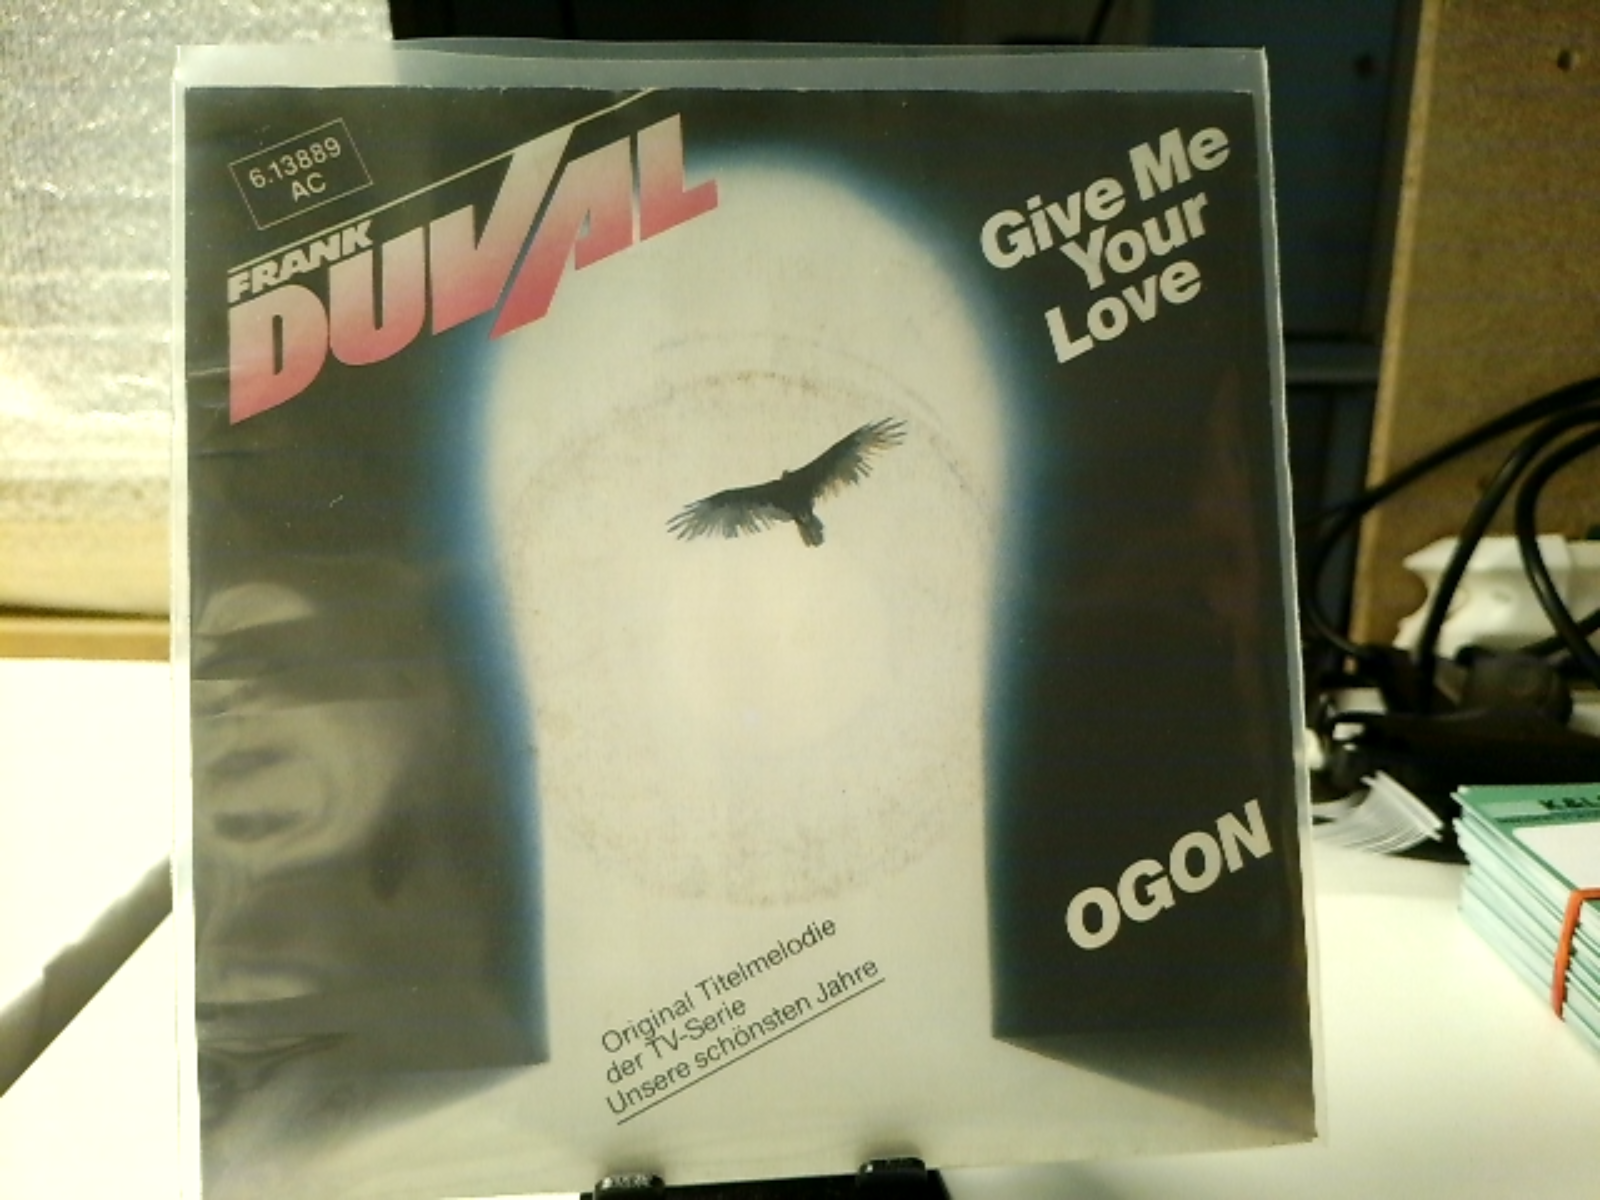 6.13889
AC
FRANK
DUVAL
Give Me
Your
Love
OGON
Original Titelmelodie
der TV-Serie
Unsere schönsten Jahre